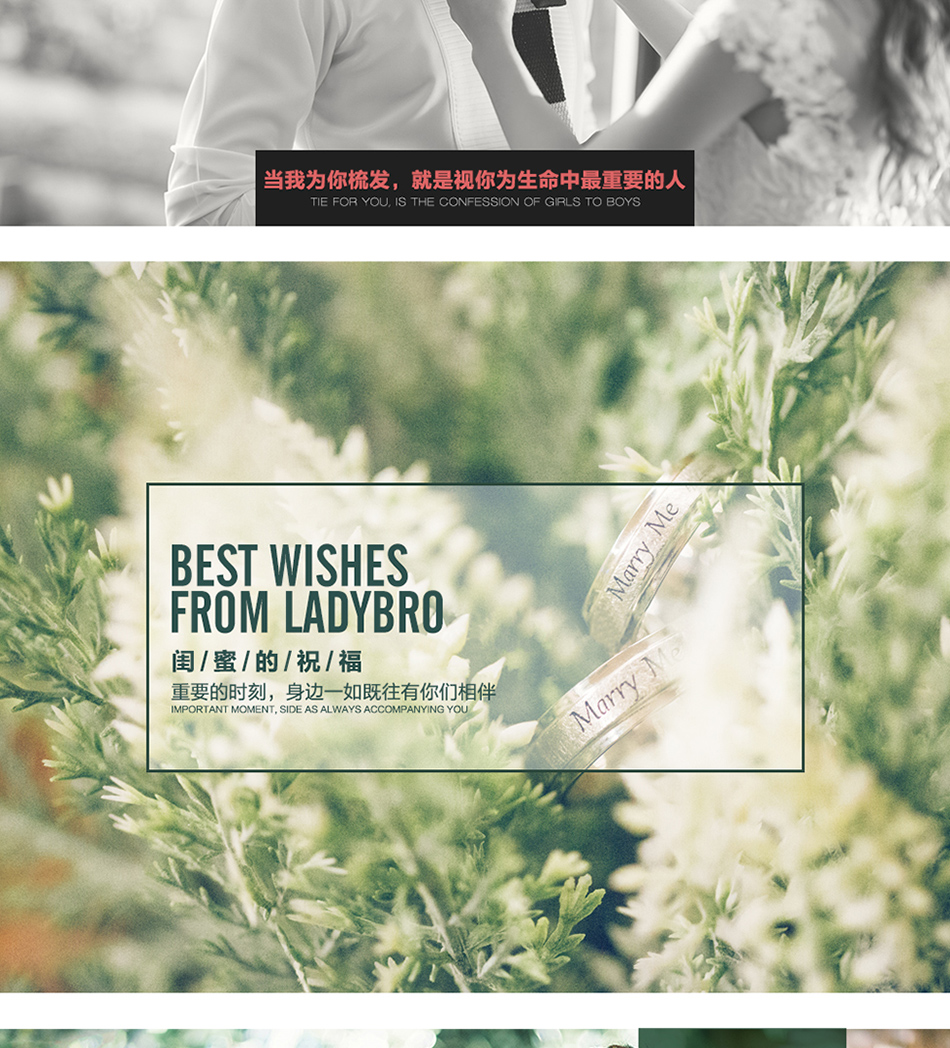 当我为你梳发，就是视你为生命中最重要的人
TIE FOR YOU, IS THE CONFESSION OF GIRLS TO BOYS
Marry Me
BEST WISHES
FROM LADYBRO
闺/蜜/的/祝/福
Marry Me
重要的时刻，身边一如既往有你们相伴
IMPORTANT MOMENT, SIDE AS ALWAYS ACCOMPANYING YOU